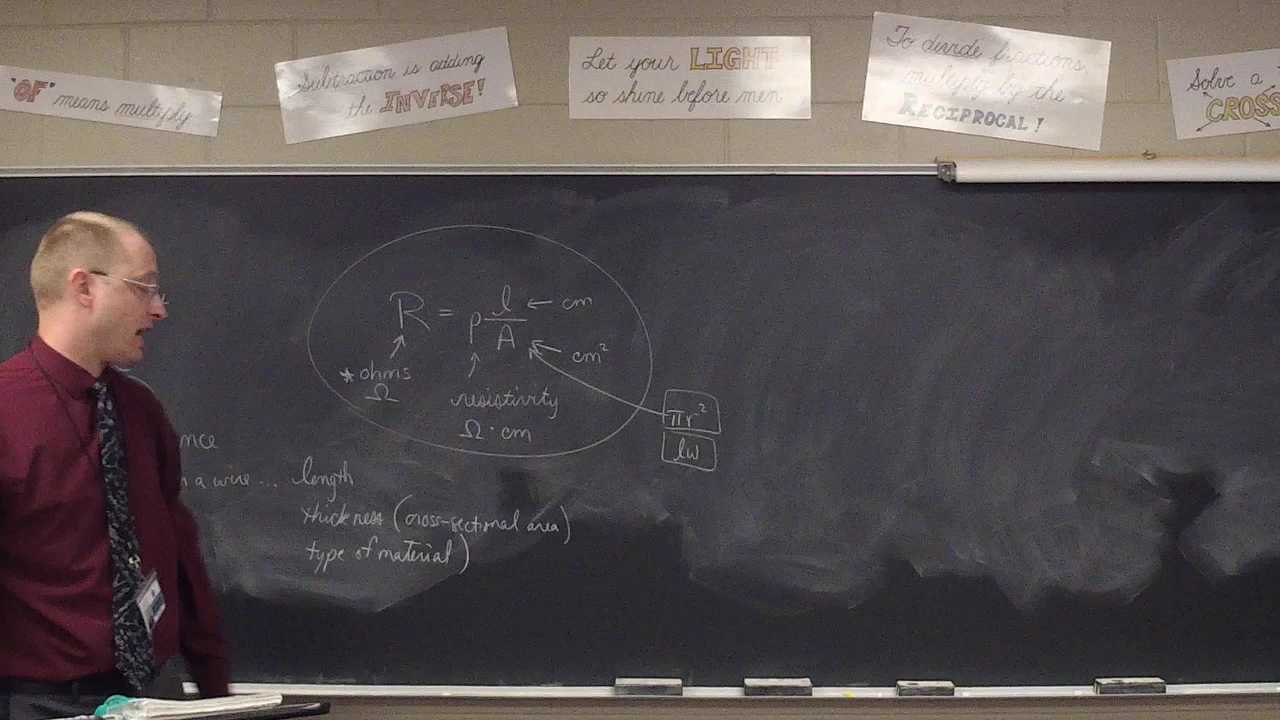 "OF" means multiply
Subtraction is adding
the INVERSE!
Let your LIGHT
so shine before men
To divide fractions,
multiply by the
RECIPROCAL!
Solve a
CROSS
R = ρ l/A ← cm
cm²
* ohms
Ω
resistivity
Ω·cm
πr²
lw
nce
a wire... length
thickness (cross-sectional area)
type of material)